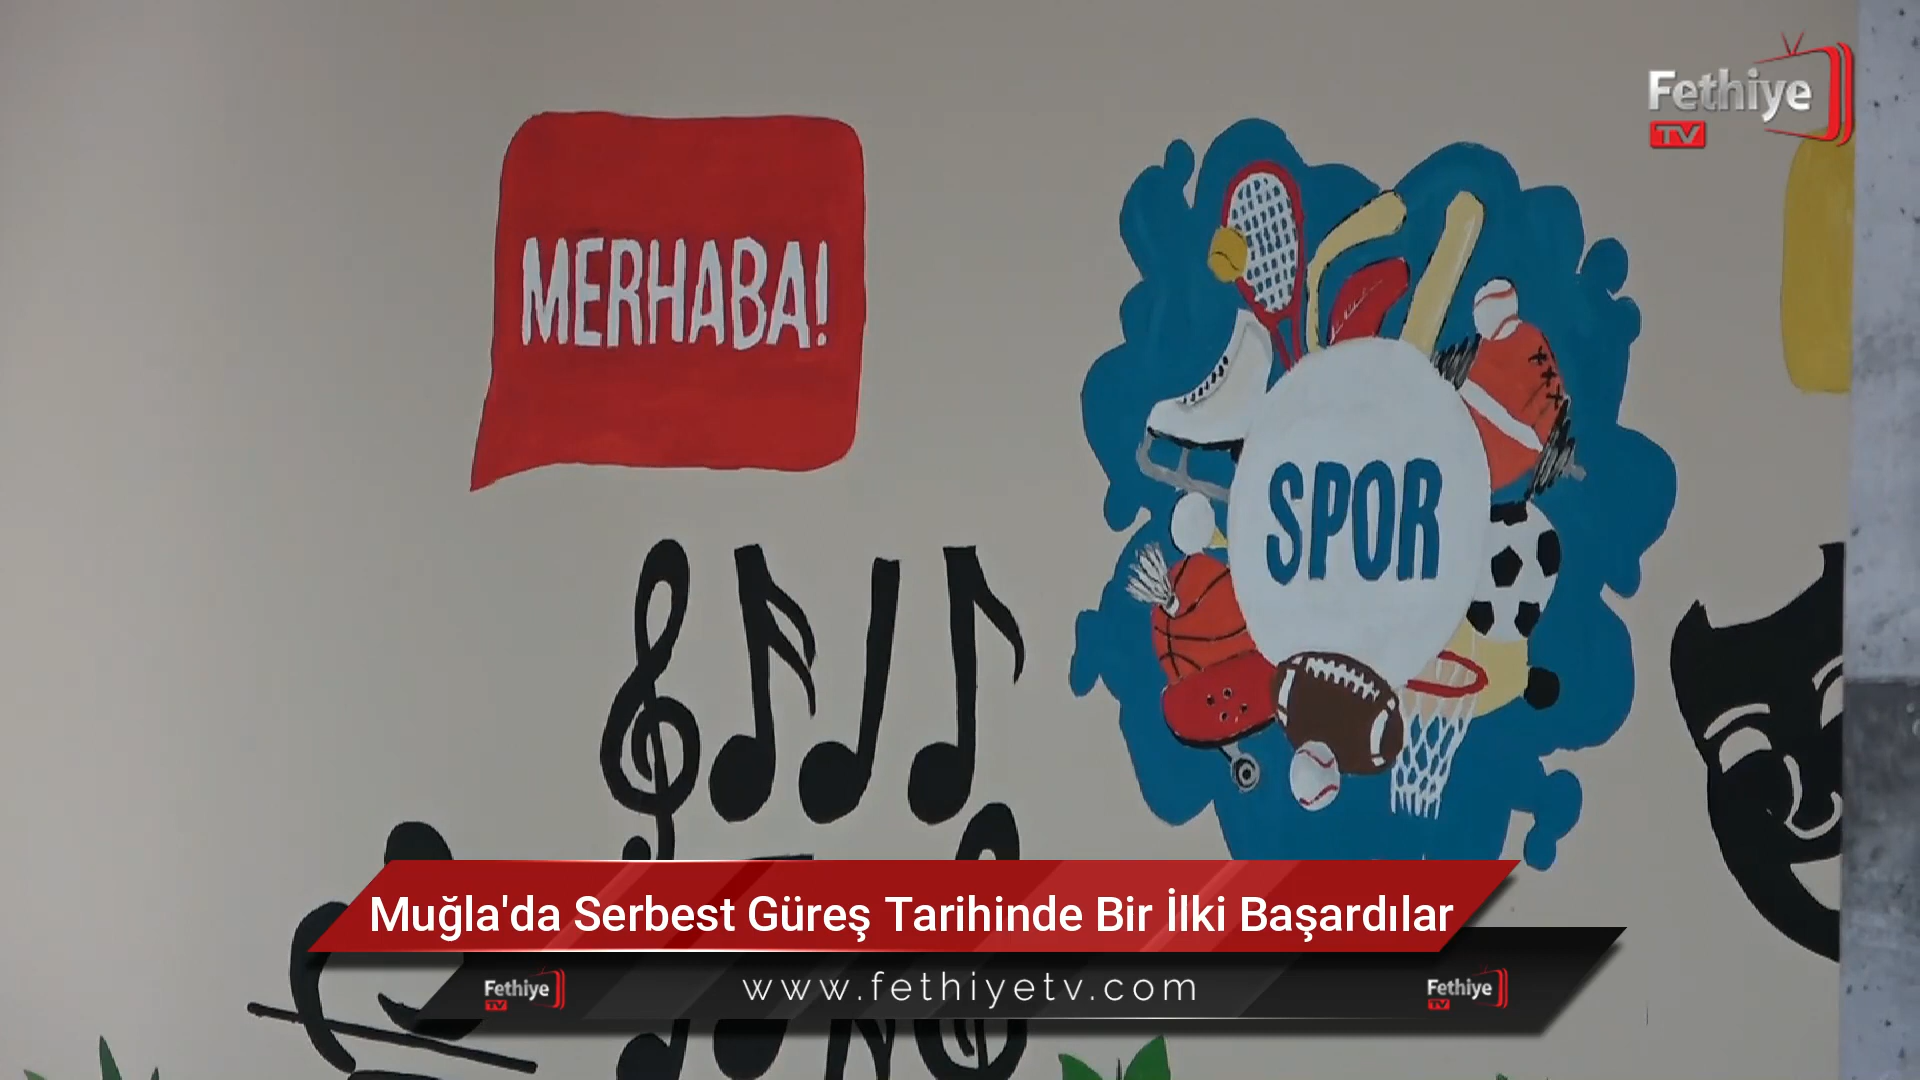 Fethiye
TV
MERHABA!
SPOR
Muğla'da Serbest Güreş Tarihinde Bir İlki Başardılar
Fethiye
TV
www.fethiyetv.com
Fethiye
TV